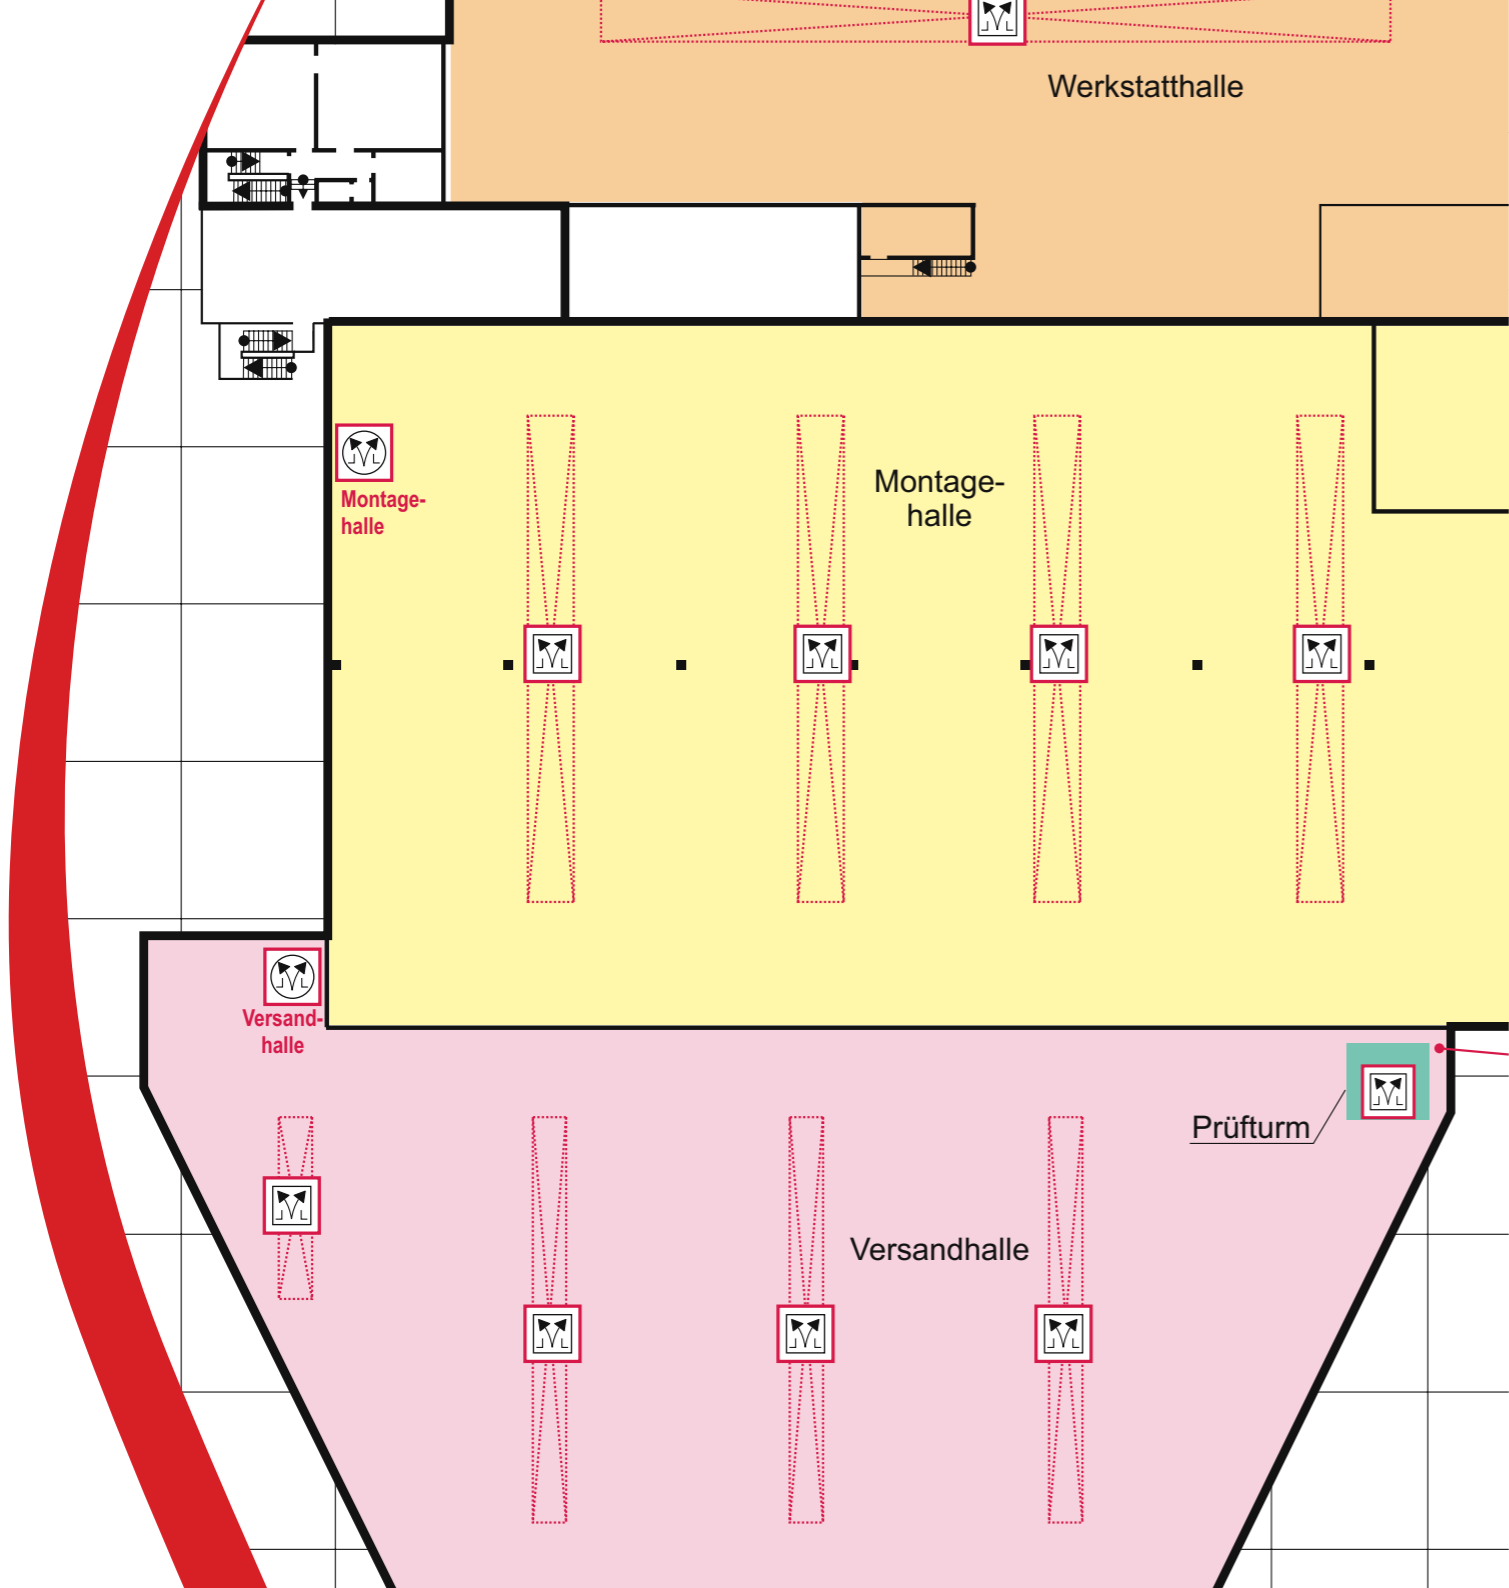 Werkstatthalle
Montage-
halle
Montage-
halle
Versand-
halle
Prüfturm
Versandhalle